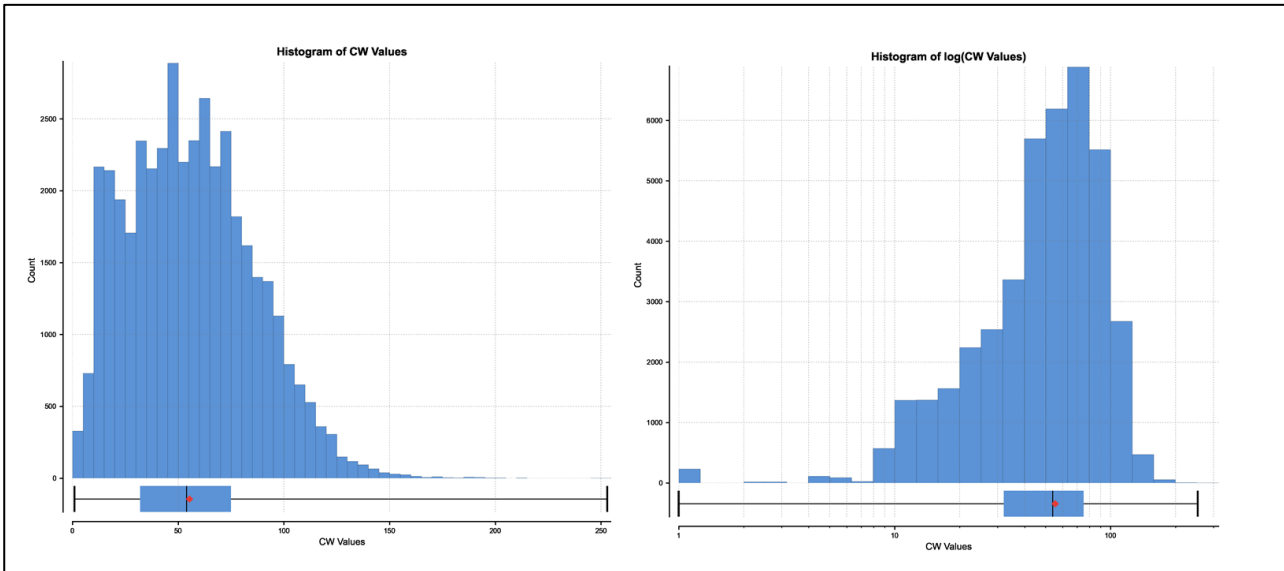 Histogram of CW Values
Count
2500
2000
1500
1000
500
0
0 50 100 150 200 250
CW Values
Histogram of log(CW Values)
Count
6000
5000
4000
3000
2000
1000
0
1 10 100
CW Values